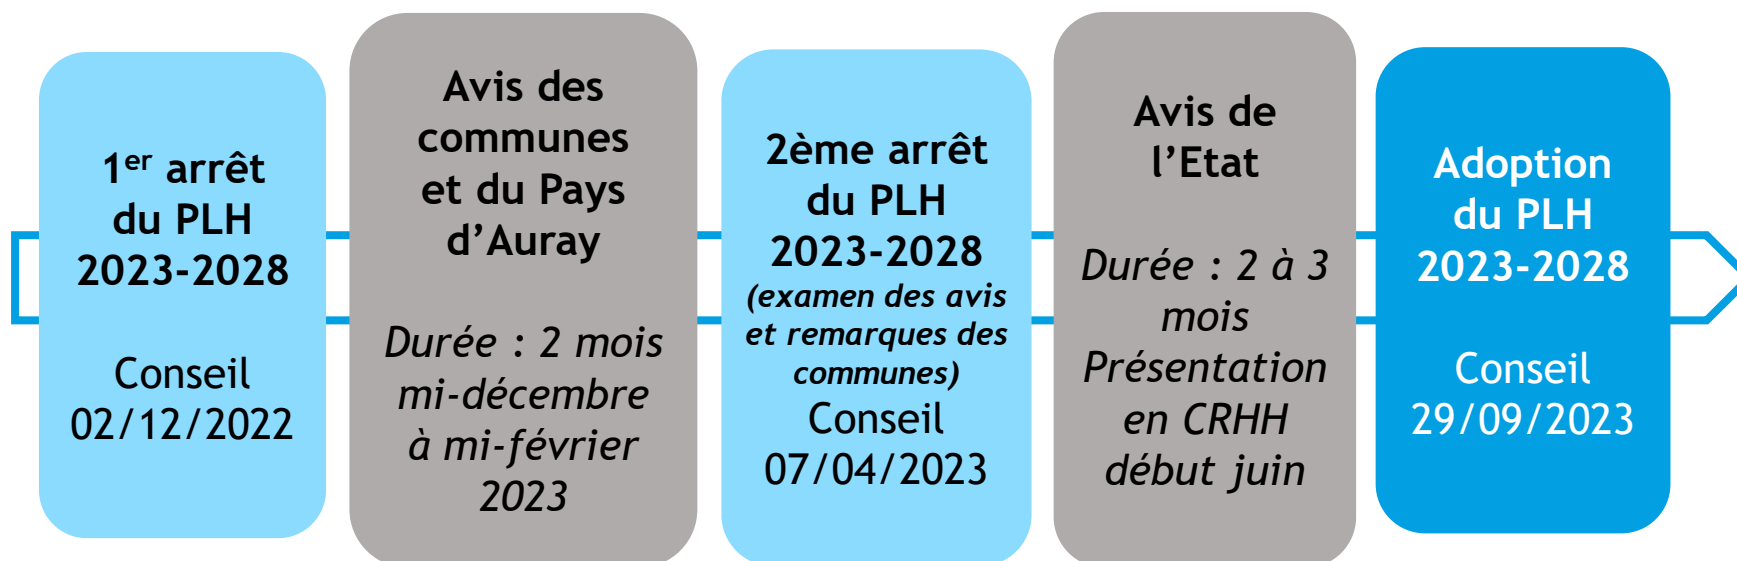 1er arrêt
du PLH
2023-2028
Conseil
02/12/2022
Avis des
communes
et du Pays
d’Auray
Durée : 2 mois
mi-décembre
à mi-février
2023
2ème arrêt
du PLH
2023-2028
(examen des avis
et remarques des
communes)
Conseil
07/04/2023
Avis de
l’Etat
Durée : 2 à 3
mois
Présentation
en CRHH
début juin
Adoption
du PLH
2023-2028
Conseil
29/09/2023